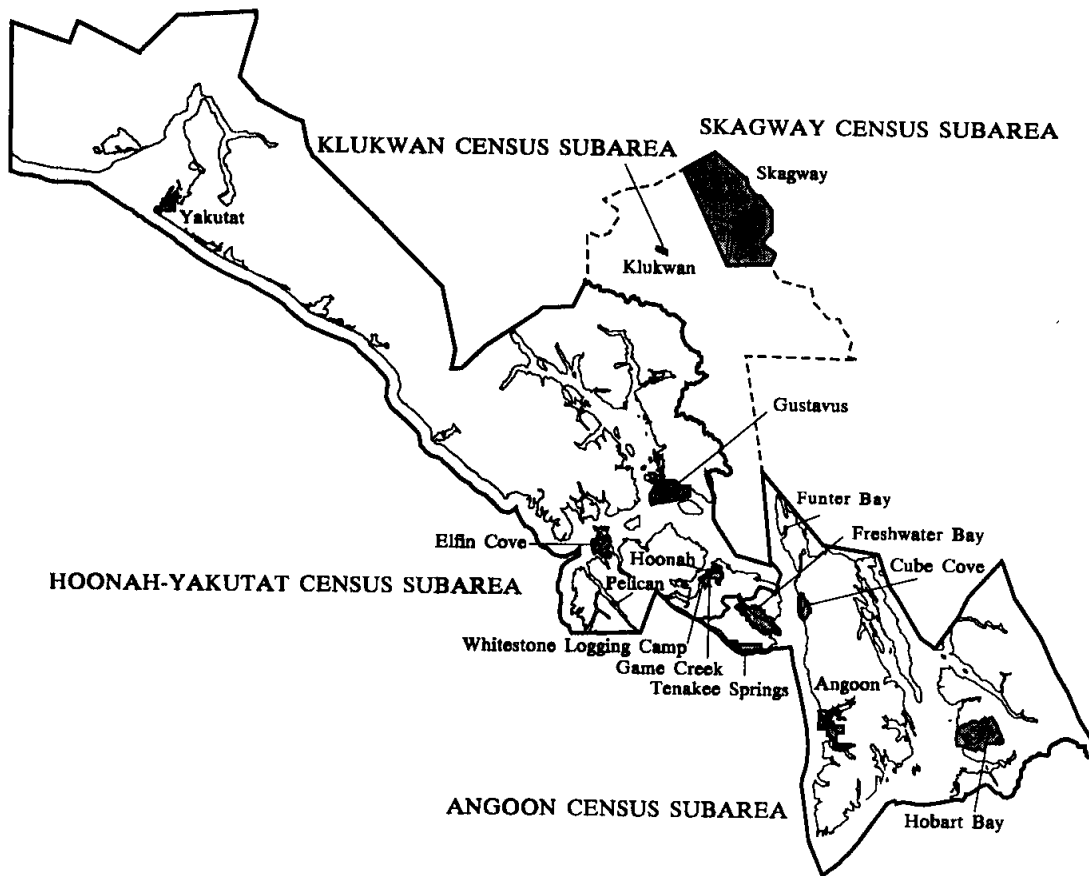 SKAGWAY CENSUS SUBAREA
KLUKWAN CENSUS SUBAREA
Skagway
Yakutat
Klukwan
Gustavus
Funter Bay
Freshwater Bay
Elfin Cove
Hoonah
Cube Cove
HOONAH-YAKUTAT CENSUS SUBAREA
Pelican
Whitestone Logging Camp
Game Creek
Tenakee Springs
Angoon
ANGOON CENSUS SUBAREA
Hobart Bay